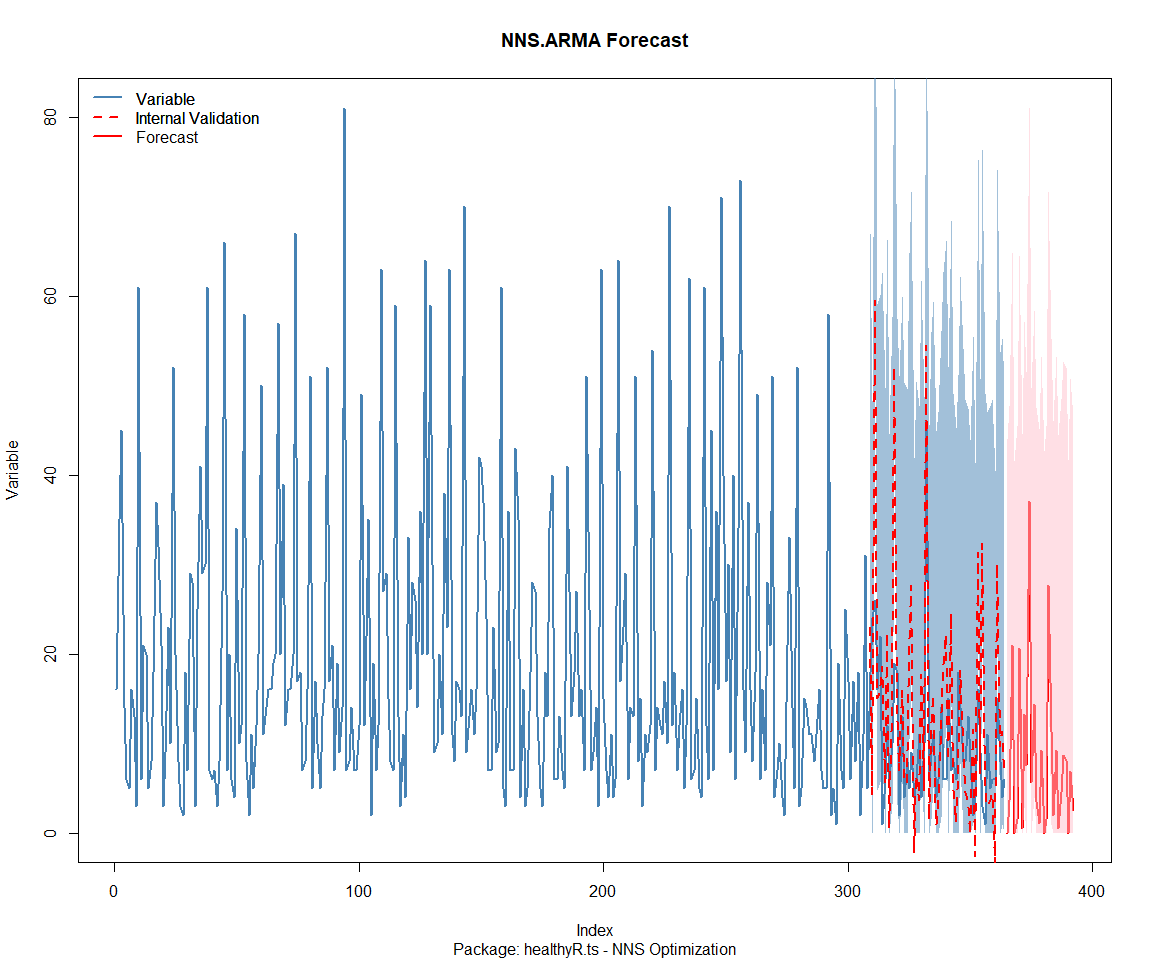 NNS.ARMA Forecast
Variable
Internal Validation
Forecast
Variable
80
60
40
20
0
0 100 200 300 400
Index
Package: healthyR.ts - NNS Optimization